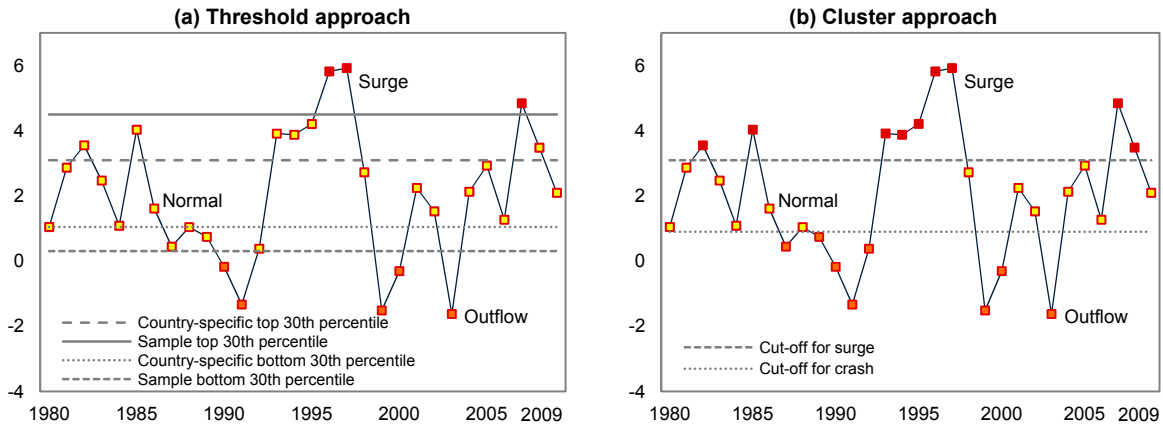 (a) Threshold approach
6
4
2
0
-2
-4
Surge
Normal
Outflow
Country-specific top 30th percentile
Sample top 30th percentile
Country-specific bottom 30th percentile
Sample bottom 30th percentile
1980 1985 1990 1995 2000 2005 2009
(b) Cluster approach
6
4
2
0
-2
-4
Surge
Normal
Outflow
Cut-off for surge
Cut-off for crash
1980 1985 1990 1995 2000 2005 2009